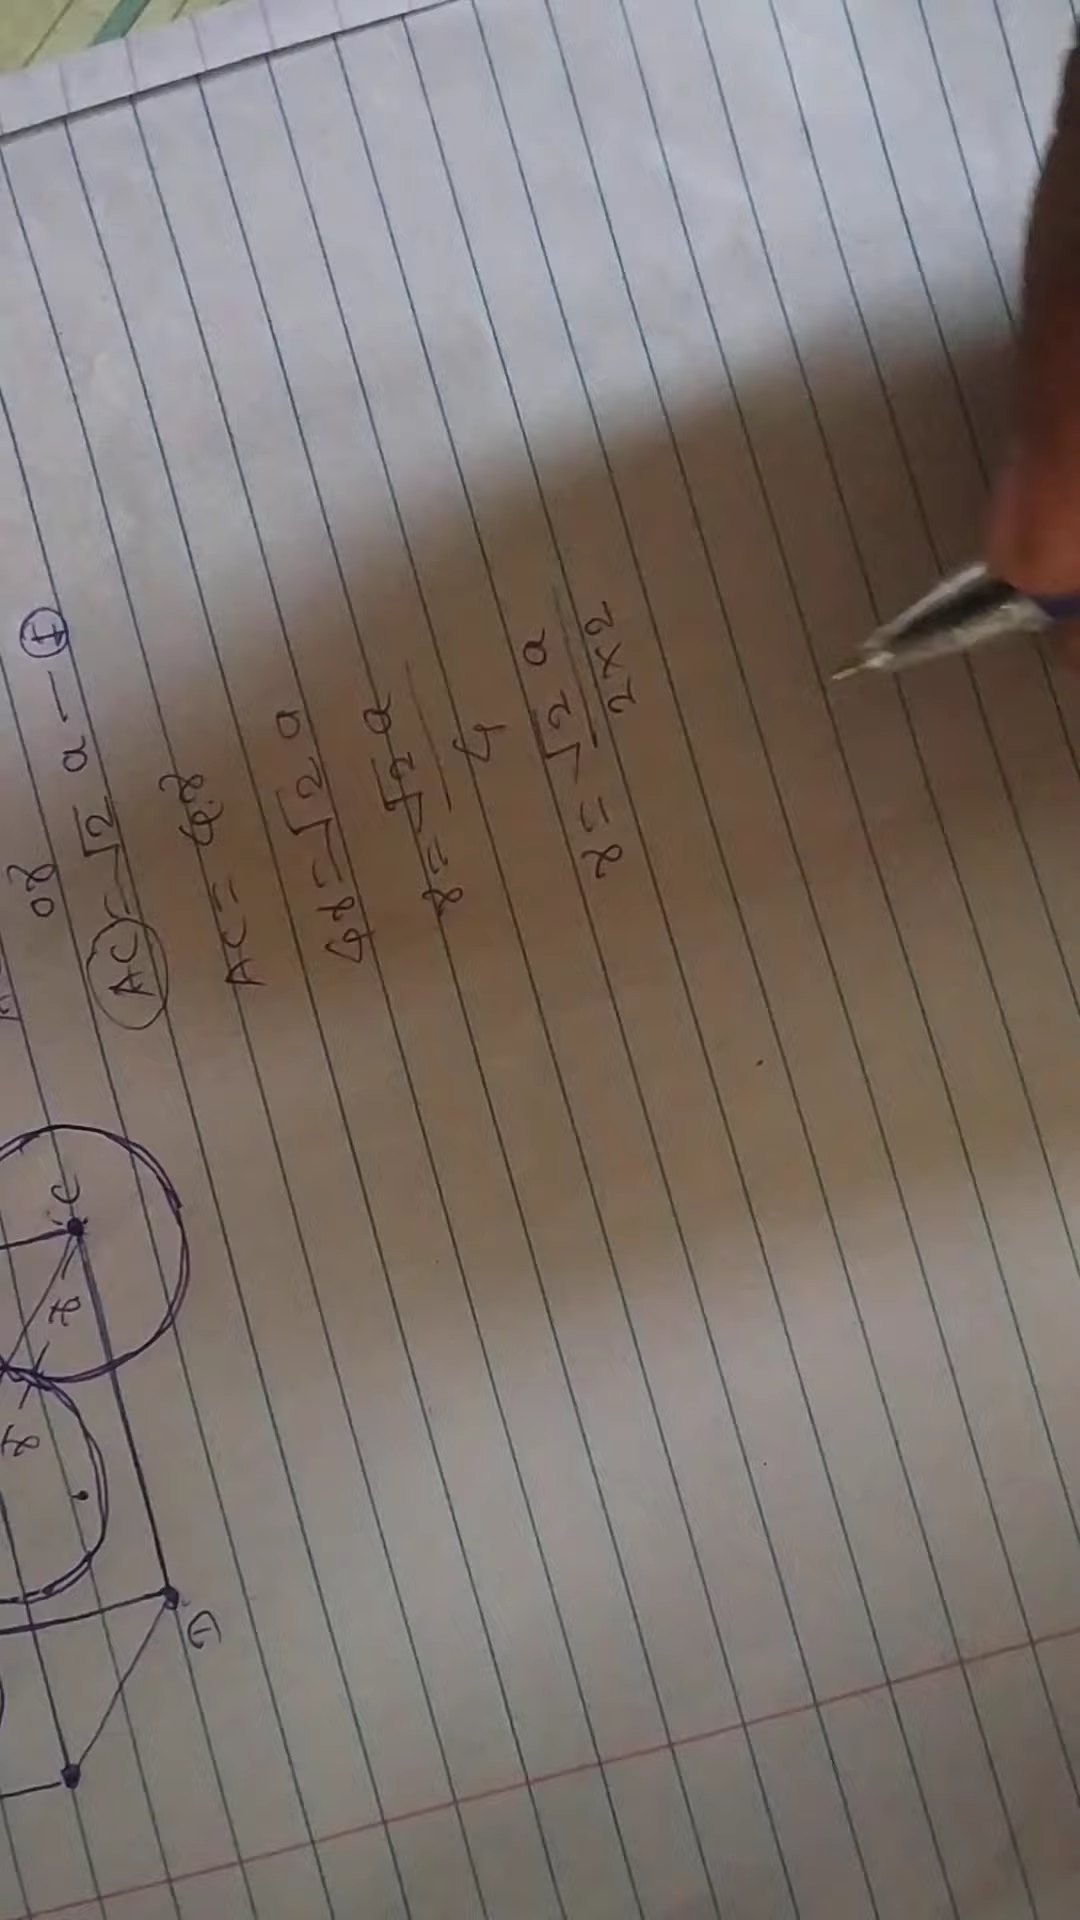 or
AC = √2 a — ①
AC = 4r
4r = √2 a
r = √2 a / 4
r = √2 a / 2×2
C
r
r
D